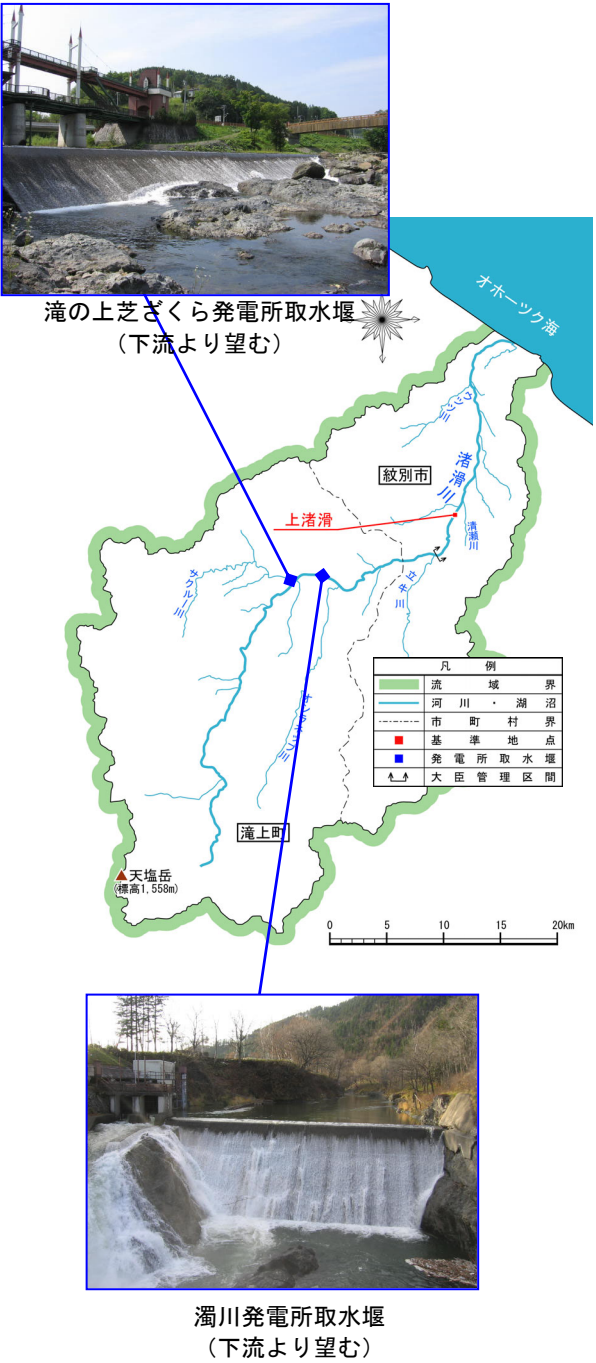 滝の上芝ざくら発電所取水堰
(下流より望む)
オホーツク海
ウツツ川
紋別市
渚滑川
上渚滑
清瀬川
立牛川
サクルー川
凡例
流域界
河川・湖沼
市町村界
基準地点
発電所取水堰
大臣管理区間
滝上町
天塩岳
(標高1,558m)
0 5 10 15 20km
濁川発電所取水堰
(下流より望む)